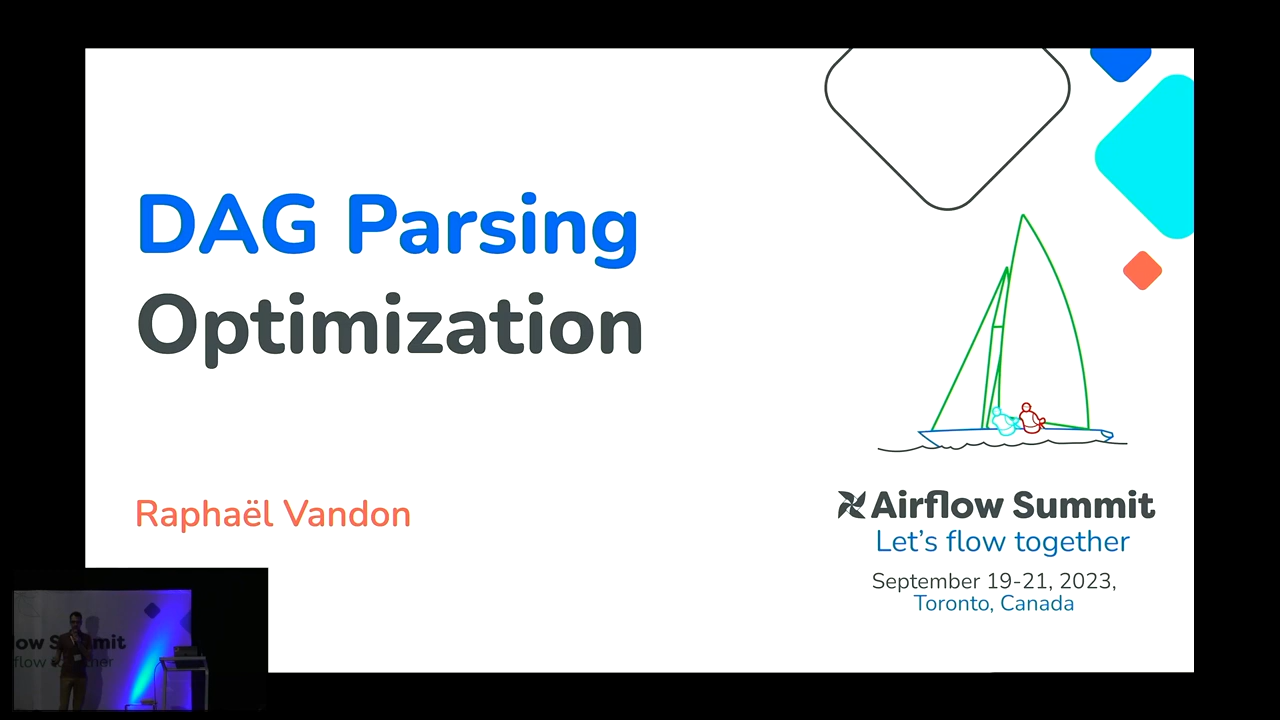 DAG Parsing
Optimization
Raphaël Vandon
Airflow Summit
Let's flow together
September 19-21, 2023,
Toronto, Canada